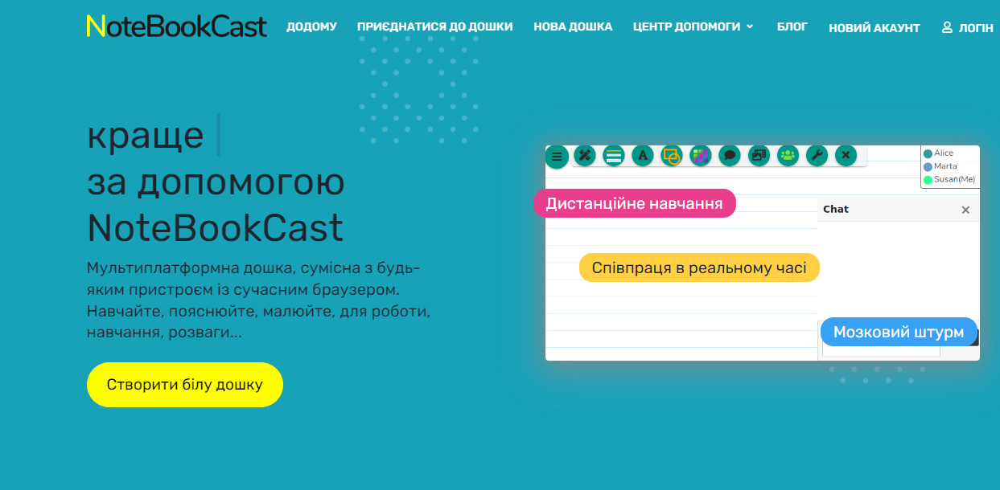 NoteBookCast
ДОДОМУ
ПРИЄДНАТИСЯ ДО ДОШКИ
НОВА ДОШКА
ЦЕНТР ДОПОМОГИ
БЛОГ
НОВИЙ АКАУНТ
ЛОГІН
краще
за допомогою
NoteBookCast
Мультиплатформна дошка, сумісна з будь-
яким пристроєм із сучасним браузером.
Навчайте, пояснюйте, малюйте, для роботи,
навчання, розваги...
Створити білу дошку
A
Alice
Marta
Susan(Me)
Дистанційне навчання
Chat
Співпраця в реальному часі
Мозковий штурм